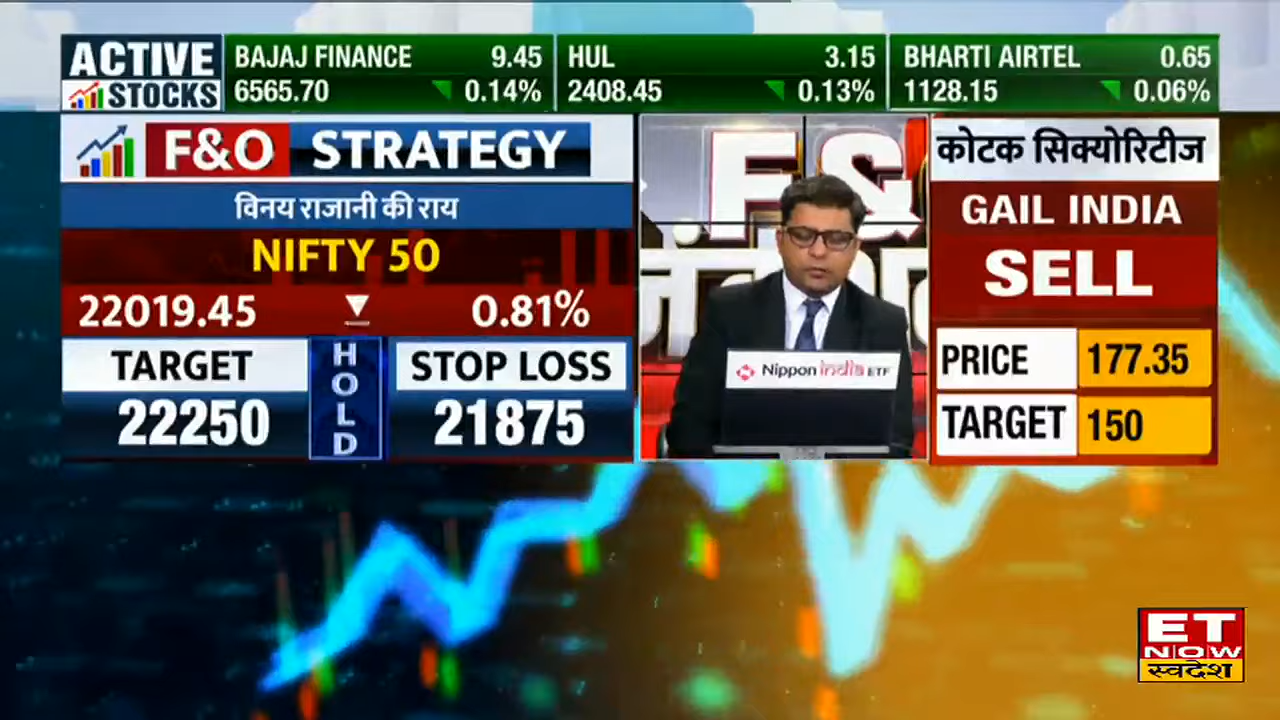 ACTIVE
STOCKS
BAJAJ FINANCE 9.45
6565.70 0.14%
HUL 3.15
2408.45 0.13%
BHARTI AIRTEL 0.65
1128.15 0.06%
F&O STRATEGY
विनय राजानी की राय
NIFTY 50
22019.45 0.81%
TARGET
22250
HOLD
STOP LOSS
21875
F&
Nippon india ETF
कोटक सिक्योरिटीज
GAIL INDIA
SELL
PRICE 177.35
TARGET 150
ET
NOW
स्वदेश